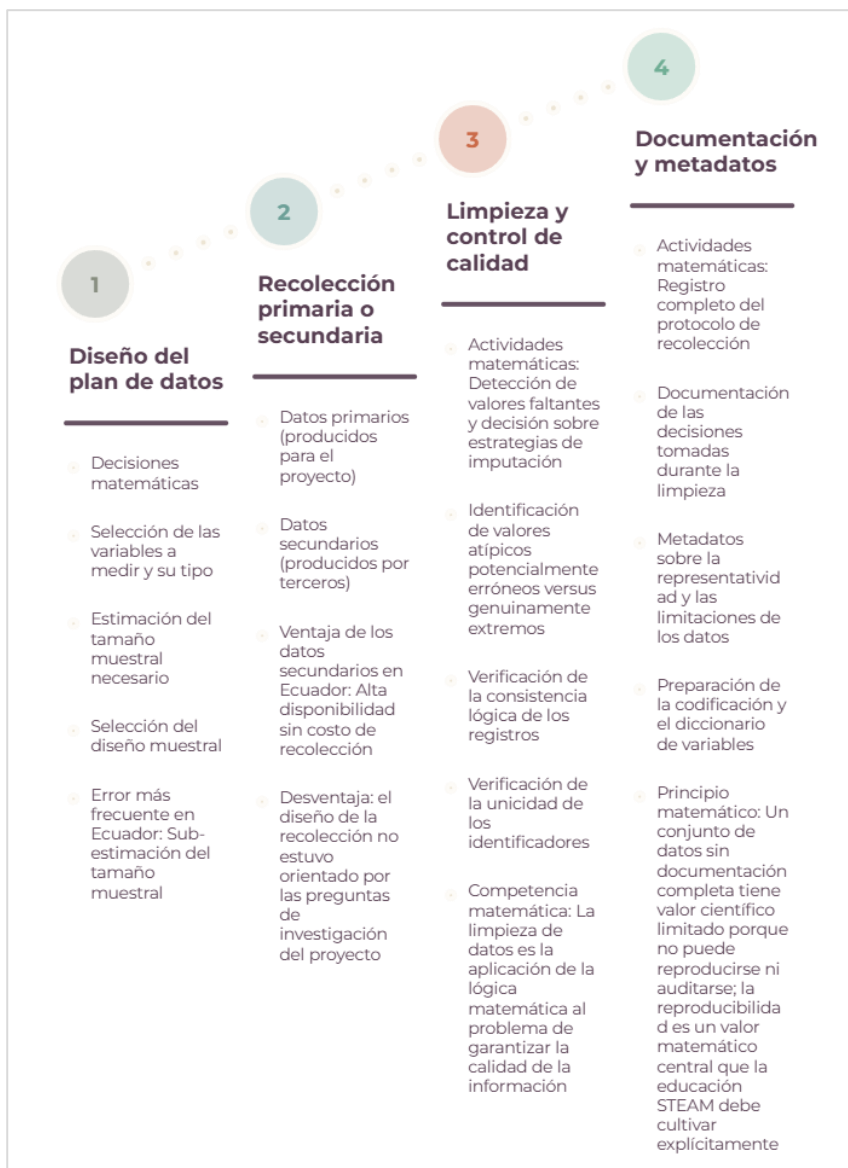 1
Diseño del
plan de datos
Decisiones
matemáticas
Selección de las
variables a
medir y su tipo
Estimación del
tamaño
muestral
necesario
Selección del
diseño muestral
Error más
frecuente en
Ecuador: Sub-
estimación del
tamaño
muestral
2
Recolección
primaria o
secundaria
Datos primarios
(producidos
para el
proyecto)
Datos
secundarios
(producidos por
terceros)
Ventaja de los
datos
secundarios en
Ecuador: Alta
disponibilidad
sin costo de
recolección
Desventaja: el
diseño de la
recolección no
estuvo
orientado por
las preguntas
de
investigación
del proyecto
3
Limpieza y
control de
calidad
Actividades
matemáticas:
Detección de
valores faltantes
y decisión sobre
estrategias de
imputación
Identificación
de valores
atípicos
potencialmente
erróneos versus
genuinamente
extremos
Verificación de
la consistencia
lógica de los
registros
Verificación de
la unicidad de
los
identificadores
Competencia
matemática: La
limpieza de
datos es la
aplicación de la
lógica
matemática al
problema de
garantizar la
calidad de la
información
4
Documentación
y metadatos
Actividades
matemáticas:
Registro
completo del
protocolo de
recolección
Documentación
de las
decisiones
tomadas
durante la
limpieza
Metadatos
sobre la
representativid
ad y las
limitaciones de
los datos
Preparación de
la codificación y
el diccionario
de variables
Principio
matemático: Un
conjunto de
datos sin
documentación
completa tiene
valor científico
limitado porque
no puede
reproducirse ni
auditarse; la
reproducibilida
d es un valor
matemático
central que la
educación
STEAM debe
cultivar
explícitamente